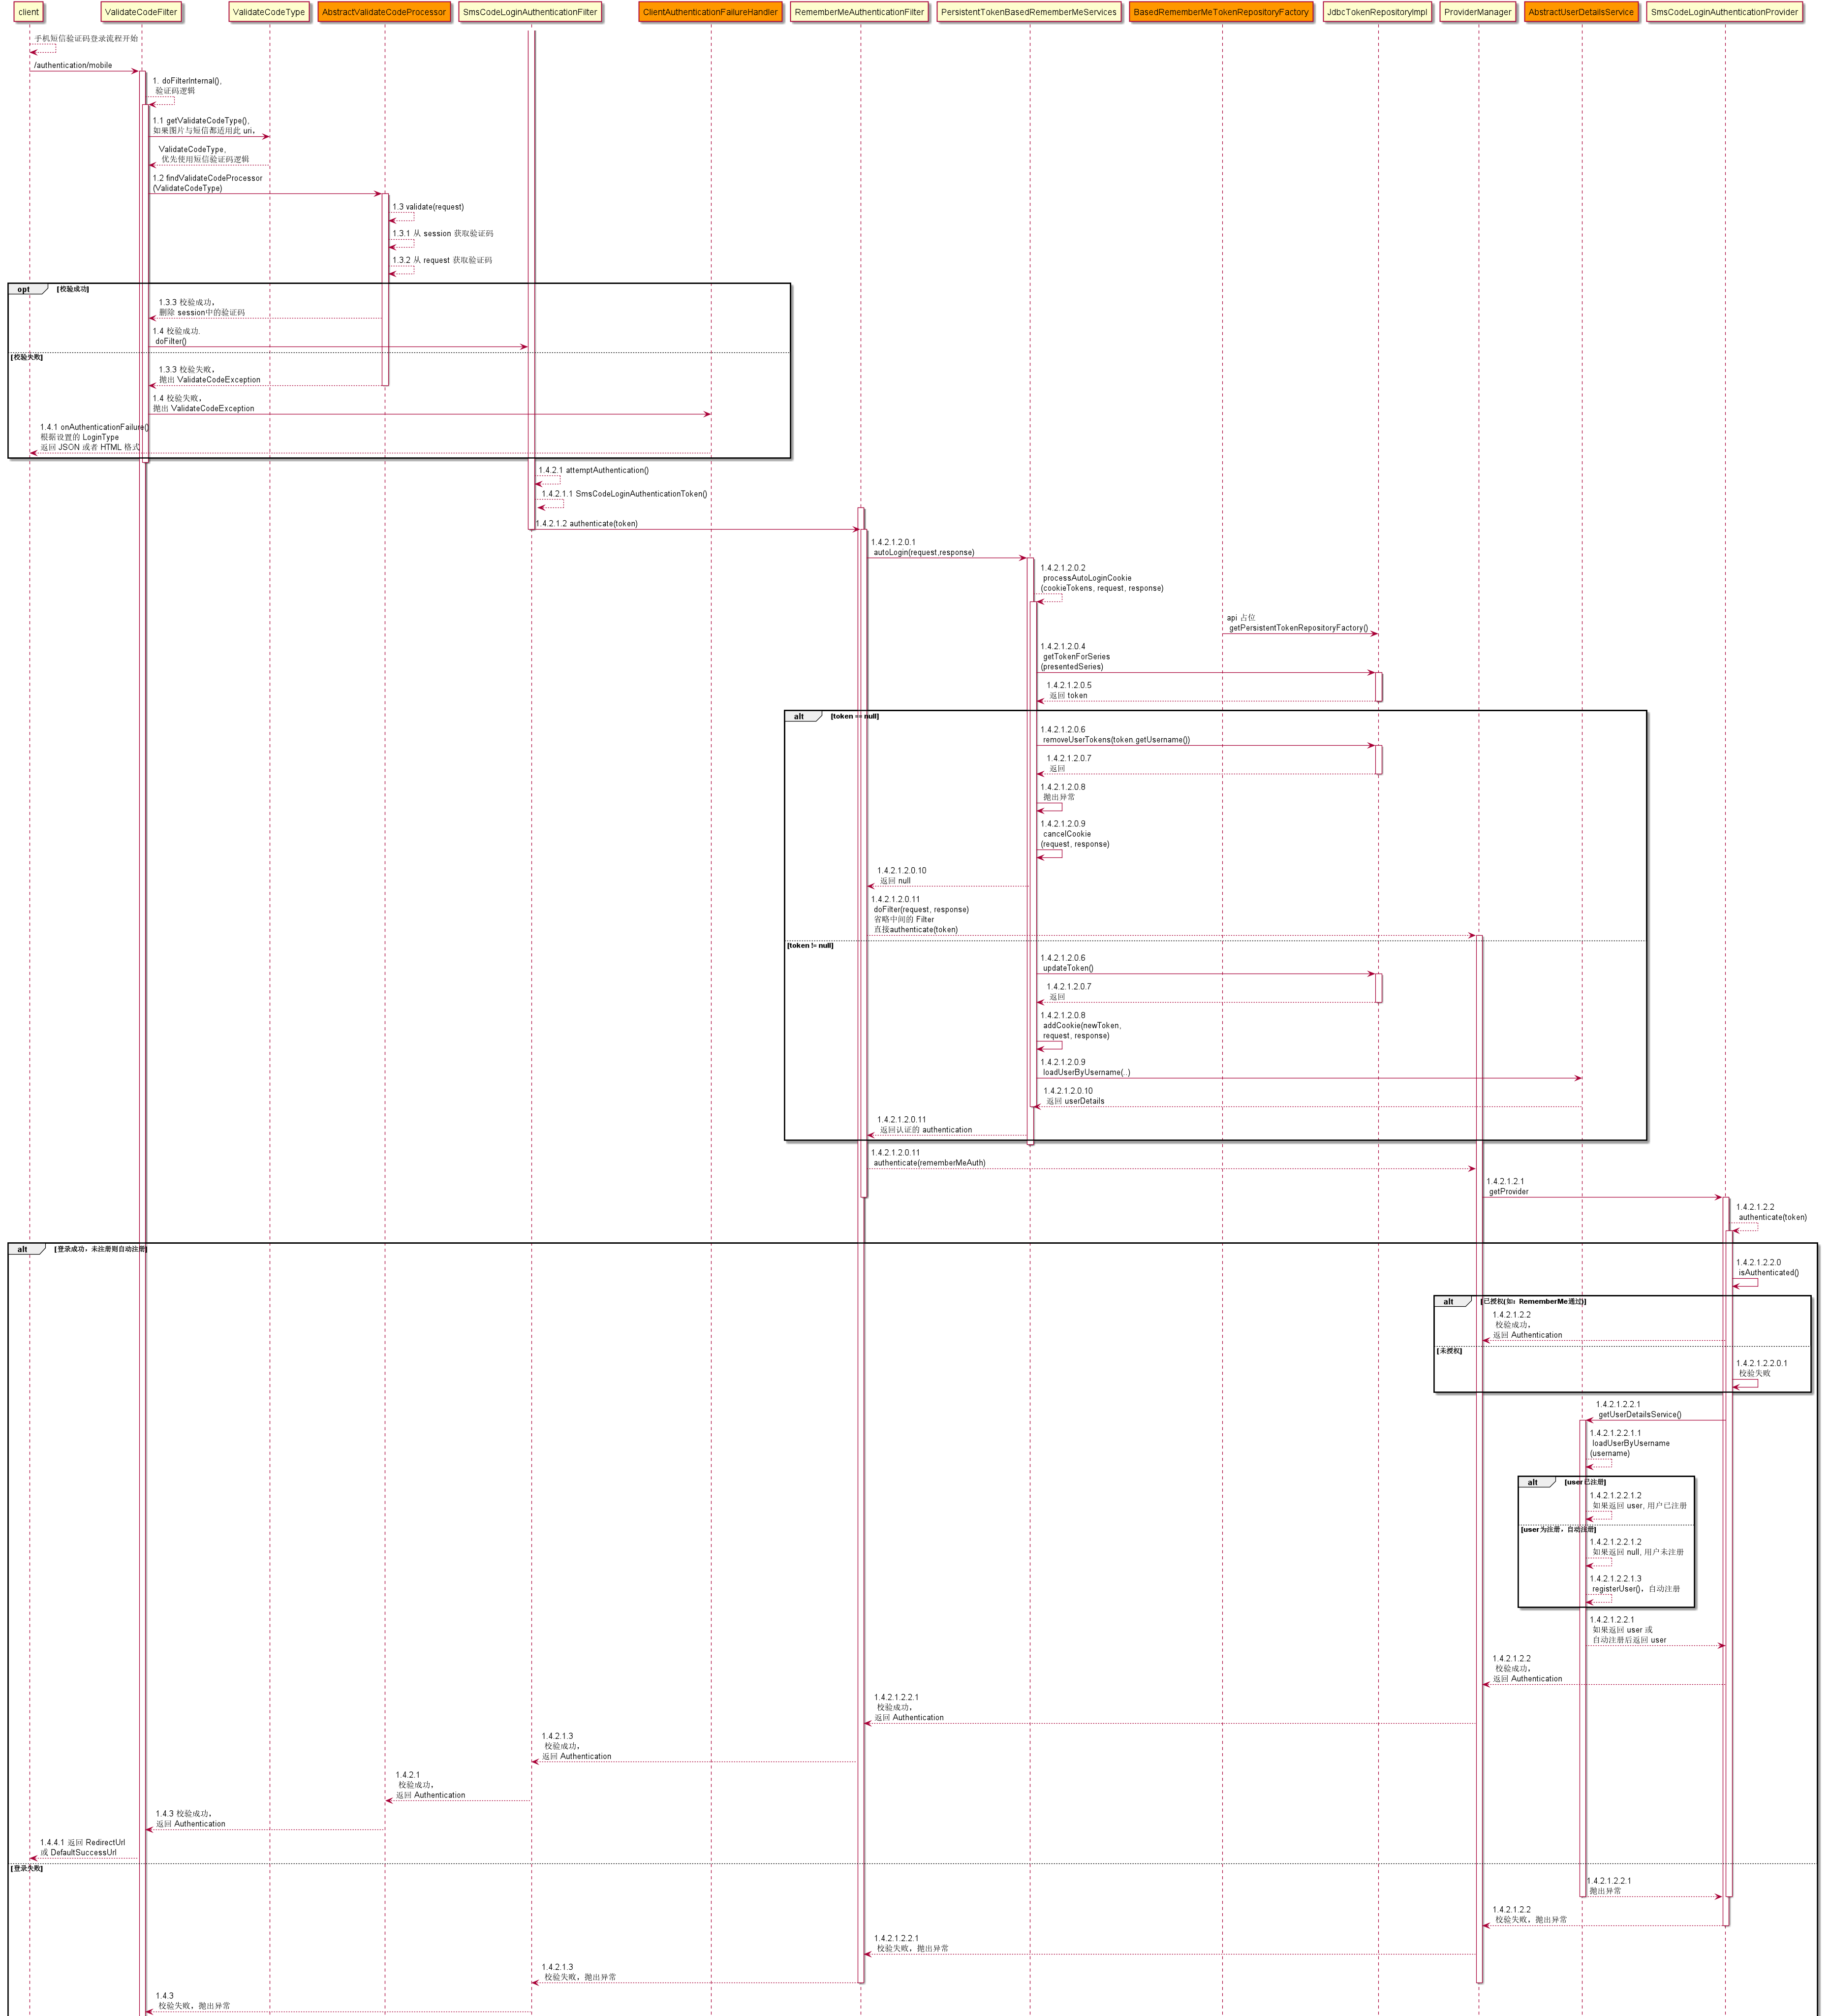 client
ValidateCodeFilter
ValidateCodeType
AbstractValidateCodeProcessor
SmsCodeLoginAuthenticationFilter
ClientAuthenticationFailureHandler
RememberMeAuthenticationFilter
PersistentTokenBasedRememberMeServices
BasedRememberMeTokenRepositoryFactory
JdbcTokenRepositoryImpl
ProviderManager
AbstractUserDetailsService
SmsCodeLoginAuthenticationProvider
手机短信验证码登录流程开始
/authentication/mobile
1. doFilterInternal(),
验证码逻辑
1.1 getValidateCodeType(),
如果图片与短信都适用此 uri，
ValidateCodeType,
优先使用短信验证码逻辑
1.2 findValidateCodeProcessor
(ValidateCodeType)
1.3 validate(request)
1.3.1 从 session 获取验证码
1.3.2 从 request 获取验证码
opt [校验成功]
1.3.3 校验成功，
删除 session中的验证码
1.4 校验成功.
doFilter()
[校验失败]
1.3.3 校验失败，
抛出 ValidateCodeException
1.4 校验失败，
抛出 ValidateCodeException
1.4.1 onAuthenticationFailure()
根据设置的 LoginType
返回 JSON 或者 HTML 格式
1.4.2.1 attemptAuthentication()
1.4.2.1.1 SmsCodeLoginAuthenticationToken()
1.4.2.1.2 authenticate(token)
1.4.2.1.2.0.1
autoLogin(request,response)
1.4.2.1.2.0.2
processAutoLoginCookie
(cookieTokens, request, response)
api 占位
getPersistentTokenRepositoryFactory()
1.4.2.1.2.0.4
getTokenForSeries
(presentedSeries)
1.4.2.1.2.0.5
返回 token
alt [token == null]
1.4.2.1.2.0.6
removeUserTokens(token.getUsername())
1.4.2.1.2.0.7
返回
1.4.2.1.2.0.8
抛出异常
1.4.2.1.2.0.9
cancelCookie
(request, response)
1.4.2.1.2.0.10
返回 null
1.4.2.1.2.0.11
doFilter(request, response)
省略中间的 Filter
直接authenticate(token)
[token != null]
1.4.2.1.2.0.6
updateToken()
1.4.2.1.2.0.7
返回
1.4.2.1.2.0.8
addCookie(newToken,
request, response)
1.4.2.1.2.0.9
loadUserByUsername(..)
1.4.2.1.2.0.10
返回 userDetails
1.4.2.1.2.0.11
返回认证的 authentication
1.4.2.1.2.0.11
authenticate(rememberMeAuth)
1.4.2.1.2.1
getProvider
1.4.2.1.2.2
authenticate(token)
alt [登录成功，未注册则自动注册]
1.4.2.1.2.2.0
isAuthenticated()
alt [已授权(如：RememberMe通过)]
1.4.2.1.2.2
校验成功，
返回 Authentication
[未授权]
1.4.2.1.2.2.0.1
校验失败
1.4.2.1.2.2.1
getUserDetailsService()
1.4.2.1.2.2.1.1
loadUserByUsername
(username)
alt [user已注册]
1.4.2.1.2.2.1.2
如果返回 user, 用户已注册
[user为注册，自动注册]
1.4.2.1.2.2.1.2
如果返回 null, 用户未注册
1.4.2.1.2.2.1.3
registerUser()，自动注册
1.4.2.1.2.2.1
如果返回 user 或
自动注册后返回 user
1.4.2.1.2.2
校验成功，
返回 Authentication
1.4.2.1.2.2.1
校验成功，
返回 Authentication
1.4.2.1.3
校验成功，
返回 Authentication
1.4.2.1
校验成功，
返回 Authentication
1.4.3 校验成功，
返回 Authentication
1.4.4.1 返回 RedirectUrl
或 DefaultSuccessUrl
[登录失败]
1.4.2.1.2.2.1
抛出异常
1.4.2.1.2.2
校验失败，抛出异常
1.4.2.1.2.2.1
校验失败，抛出异常
1.4.2.1.3
校验失败，抛出异常
1.4.3
校验失败，抛出异常